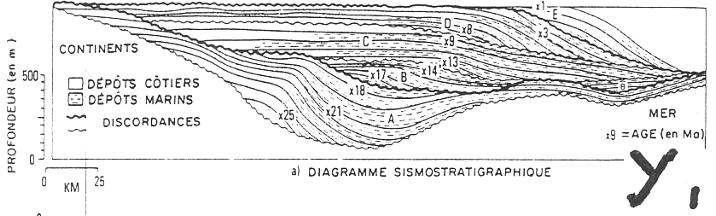 x1 E
CONTINENTS
D x8 x3
C x9
x13
x17 B x14
500
x18
B
DÉPÔTS CÔTIERS
DÉPÔTS MARINS
A
x25 x21
MER
DISCORDANCES
x9 = AGE (en Ma)
PROFONDEUR (en m)
0
a) DIAGRAMME SISMOSTRATIGRAPHIQUE
0 KM 25
Y1